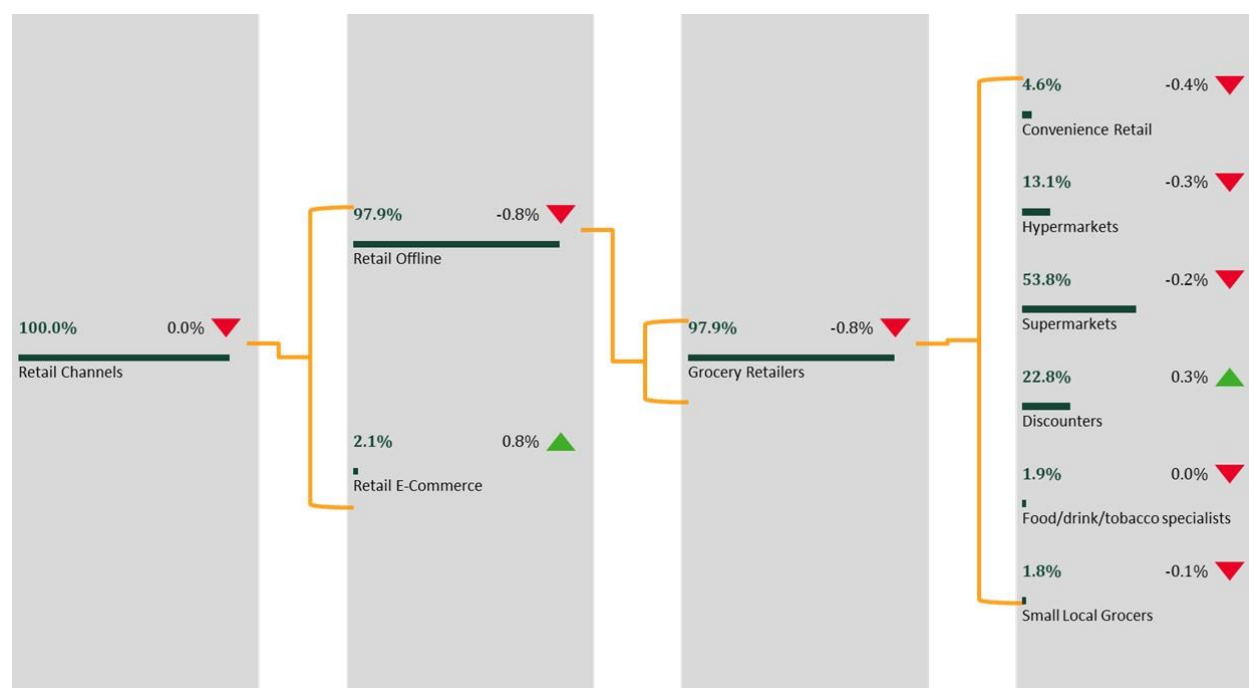 100.0% 0.0%
Retail Channels
97.9% -0.8%
Retail Offline
2.1% 0.8%
Retail E-Commerce
97.9% -0.8%
Grocery Retailers
4.6% -0.4%
Convenience Retail
13.1% -0.3%
Hypermarkets
53.8% -0.2%
Supermarkets
22.8% 0.3%
Discounters
1.9% 0.0%
Food/drink/tobacco specialists
1.8% -0.1%
Small Local Grocers